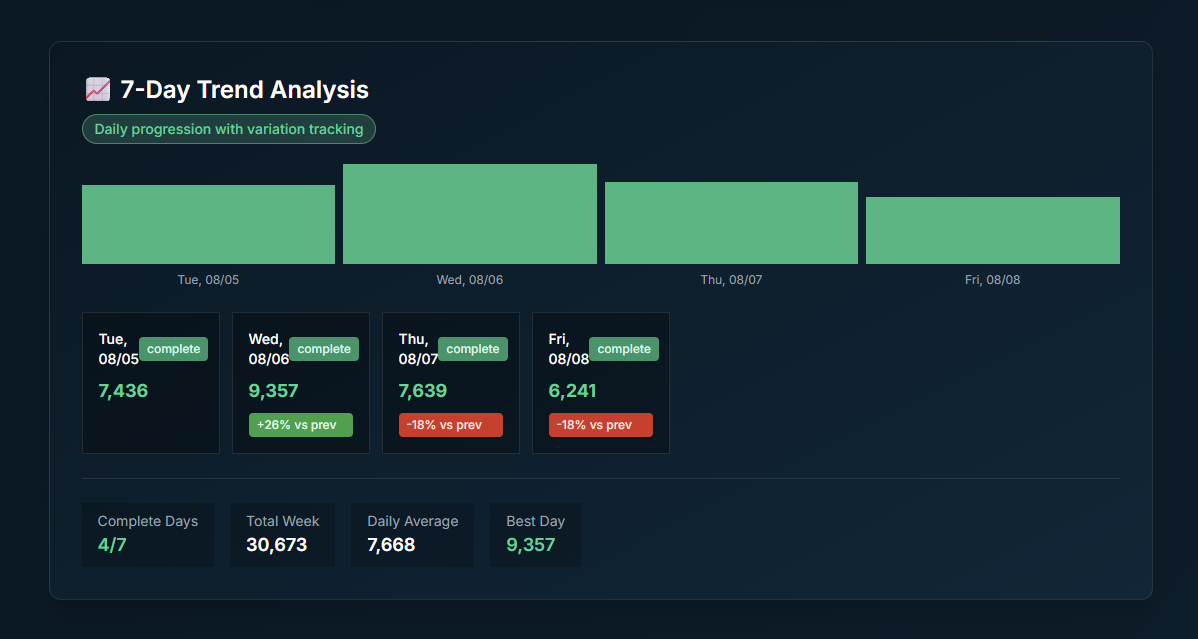 7-Day Trend Analysis
Daily progression with variation tracking
Tue, 08/05
Wed, 08/06
Thu, 08/07
Fri, 08/08
Tue,
08/05
complete
7,436
Wed,
08/06
complete
9,357
+26% vs prev
Thu,
08/07
complete
7,639
-18% vs prev
Fri,
08/08
complete
6,241
-18% vs prev
Complete Days
4/7
Total Week
30,673
Daily Average
7,668
Best Day
9,357